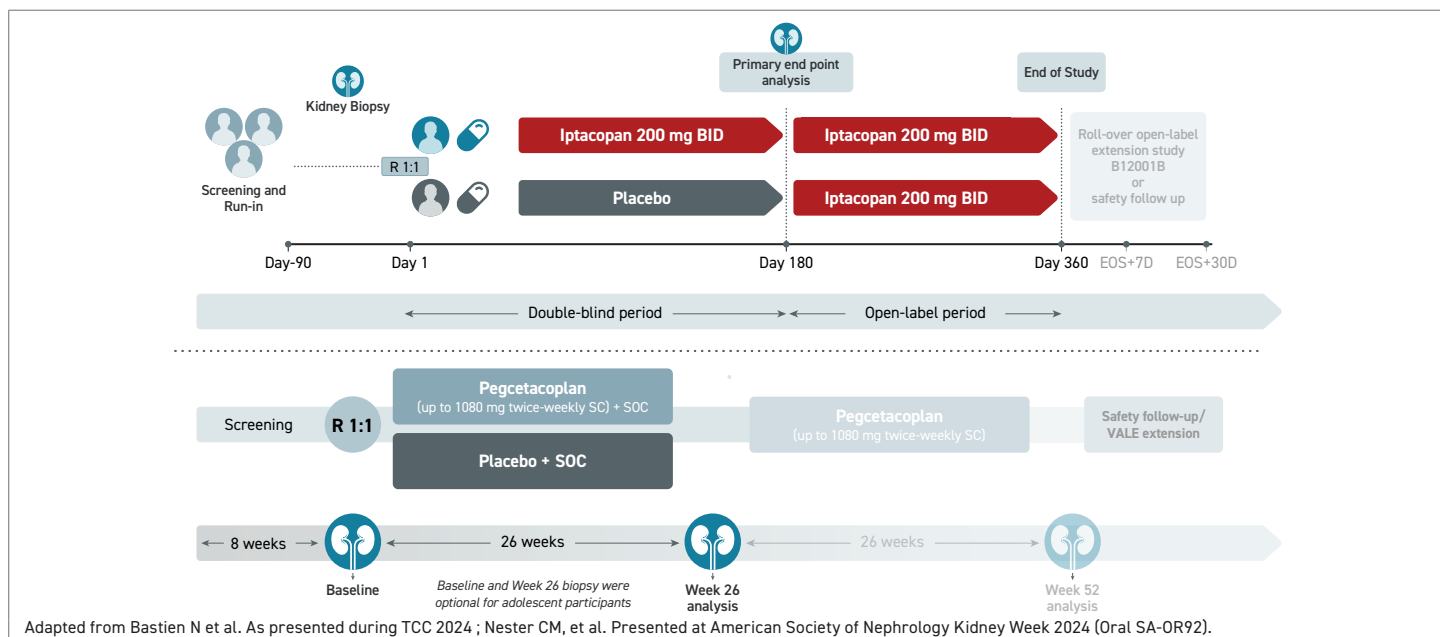 Primary end point
analysis
End of Study
Kidney Biopsy
Iptacopan 200 mg BID
Iptacopan 200 mg BID
Roll-over open-label
extension study
B12001B
or
safety follow up
R 1:1
Screening and
Run-in
Placebo
Iptacopan 200 mg BID
Day-90
Day 1
Day 180
Day 360
EOS+7D
EOS+30D
Double-blind period
Open-label period
Pegcetacoplan
(up to 1080 mg twice-weekly SC) + SOC
Screening
R 1:1
Pegcetacoplan
(up to 1080 mg twice-weekly SC)
Safety follow-up/
VALE extension
Placebo + SOC
8 weeks
26 weeks
26 weeks
Baseline
Baseline and Week 26 biopsy were
optional for adolescent participants
Week 26
analysis
Week 52
analysis
Adapted from Bastien N et al. As presented during TCC 2024 ; Nester CM, et al. Presented at American Society of Nephrology Kidney Week 2024 (Oral SA-OR92).